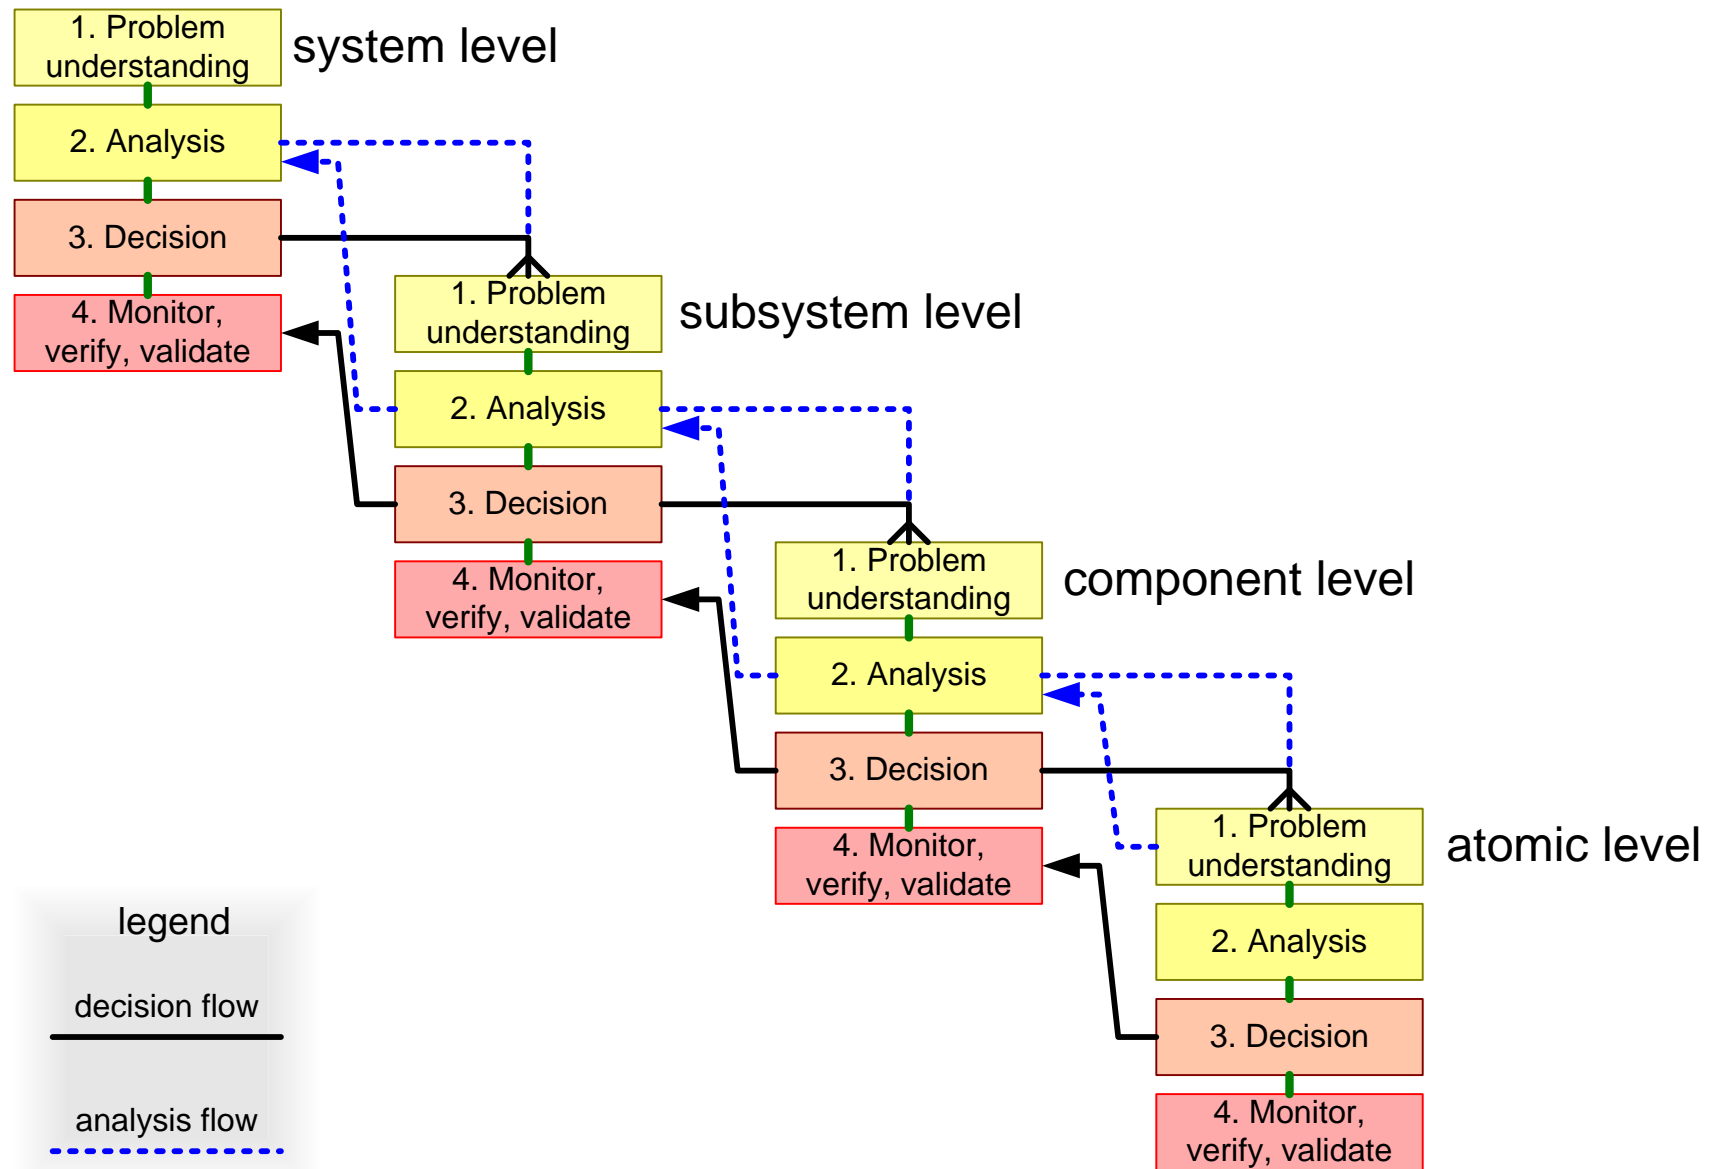 1. Problem
understanding
system level
2. Analysis
3. Decision
4. Monitor,
verify, validate
1. Problem
understanding
subsystem level
2. Analysis
3. Decision
4. Monitor,
verify, validate
1. Problem
understanding
component level
2. Analysis
3. Decision
4. Monitor,
verify, validate
1. Problem
understanding
atomic level
2. Analysis
3. Decision
4. Monitor,
verify, validate
legend
decision flow
analysis flow